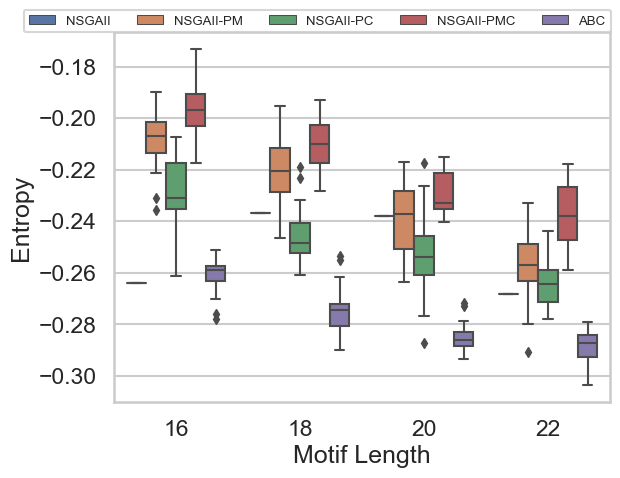 NSGAII NSGAII-PM NSGAII-PC NSGAII-PMC ABC
−0.18
−0.20
−0.22
−0.24
−0.26
−0.28
−0.30
Entropy
16 18 20 22
Motif Length